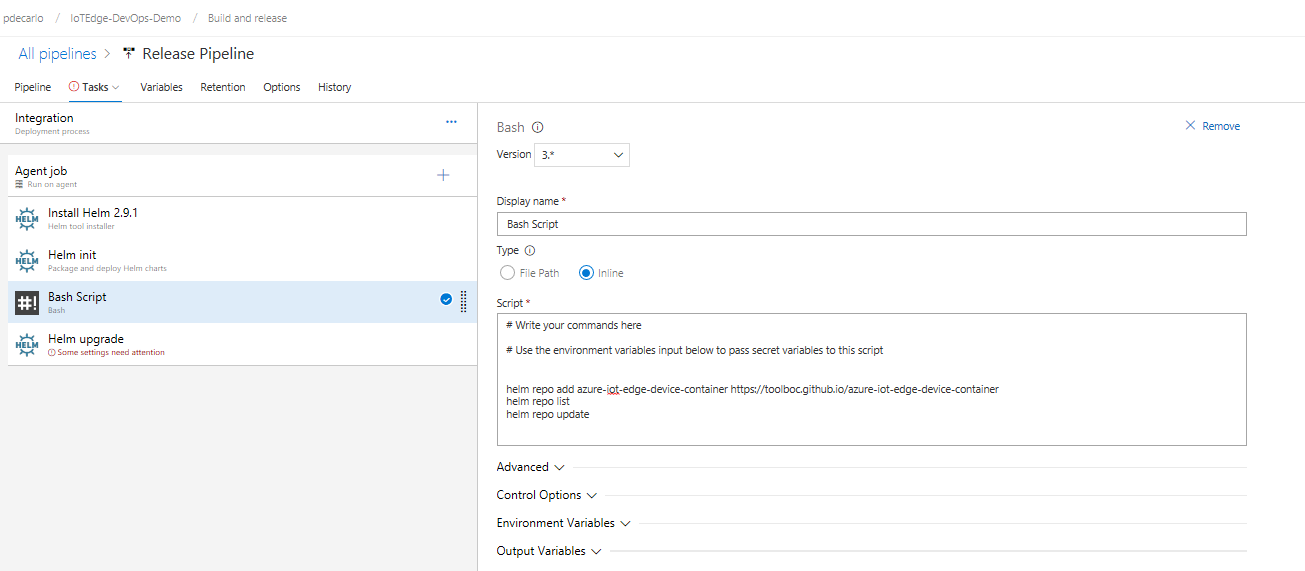 pdecarlo / IoTEdge-DevOps-Demo / Build and release
All pipelines > Release Pipeline
Pipeline Tasks Variables Retention Options History
Integration
Deployment process
...
Agent job
Run on agent
HELM
Install Helm 2.9.1
Helm tool installer
HELM
Helm init
Package and deploy Helm charts
#!
Bash Script
Bash
HELM
Helm upgrade
Some settings need attention
Bash
Remove
Version 3.*
Display name *
Bash Script
Type
File Path Inline
Script *
# Write your commands here
# Use the environment variables input below to pass secret variables to this script
helm repo add azure-iot-edge-device-container https://toolboc.github.io/azure-iot-edge-device-container
helm repo list
helm repo update
Advanced
Control Options
Environment Variables
Output Variables